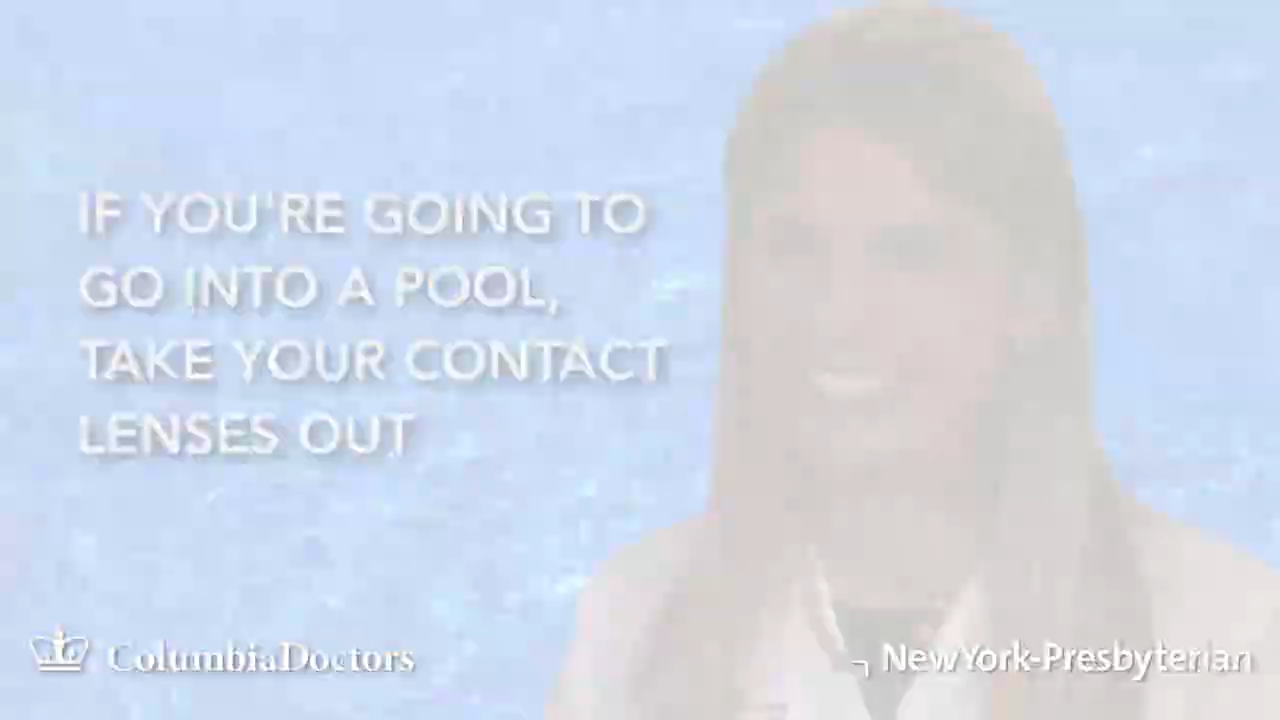 IF YOU'RE GOING TO
GO INTO A POOL,
TAKE YOUR CONTACT
LENSES OUT
ColumbiaDoctors
NewYork-Presbyterian